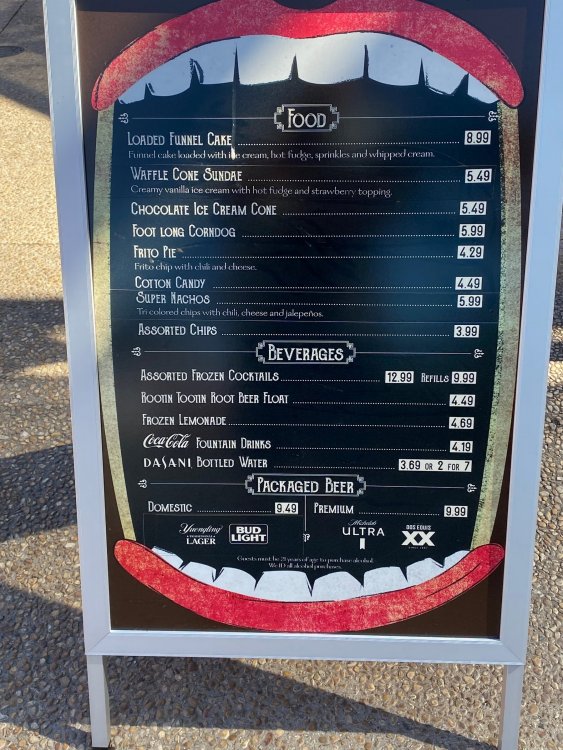 FOOD
LOADED FUNNEL CAKE 8.99
Funnel cake loaded with ice cream, hot fudge, sprinkles and whipped cream.
WAFFLE CONE SUNDAE 5.49
Creamy vanilla ice cream with hot fudge and strawberry topping.
CHOCOLATE ICE CREAM CONE 5.49
FOOT LONG CORNDOG 5.99
FRITO PIE 4.29
Frito chip with chili and cheese.
COTTON CANDY 4.49
SUPER NACHOS 5.99
Tri colored chips with chili, cheese and jalepeños.
ASSORTED CHIPS 3.99
BEVERAGES
ASSORTED FROZEN COCKTAILS 12.99 REFILLS 9.99
ROOTIN TOOTIN ROOT BEER FLOAT 4.49
FROZEN LEMONADE 4.69
Coca-Cola FOUNTAIN DRINKS 4.19
DASANI BOTTLED WATER 3.69 OR 2 FOR 7
PACKAGED BEER
DOMESTIC 9.49 PREMIUM 9.99
Yuengling LAGER BUD LIGHT Michelob ULTRA DOS EQUIS XX
Guests must be 21 years of age to purchase alcohol.
We ID all alcohol purchases.